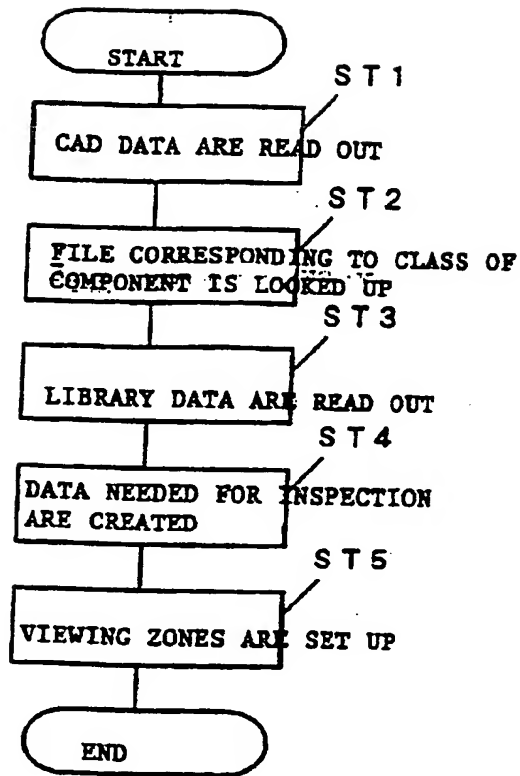 START
ST1
CAD DATA ARE READ OUT
ST2
FILE CORRESPONDING TO CLASS OF
COMPONENT IS LOOKED UP
ST3
LIBRARY DATA ARE READ OUT
ST4
DATA NEEDED FOR INSPECTION
ARE CREATED
ST5
VIEWING ZONES ARE SET UP
END